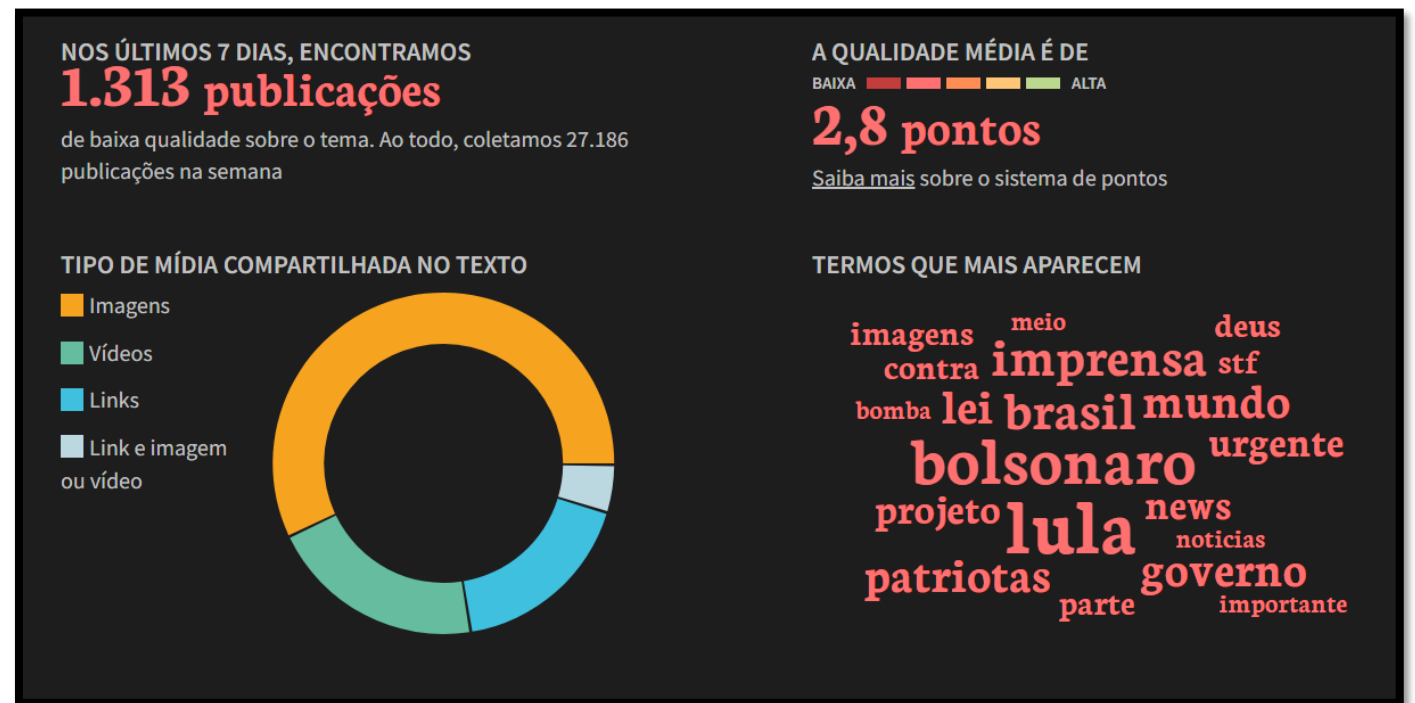 NOS ÚLTIMOS 7 DIAS, ENCONTRAMOS
1.313 publicações
de baixa qualidade sobre o tema. Ao todo, coletamos 27.186
publicações na semana
A QUALIDADE MÉDIA É DE
BAIXA ALTA
2,8 pontos
Saiba mais sobre o sistema de pontos
TIPO DE MÍDIA COMPARTILHADA NO TEXTO
Imagens
Vídeos
Links
Link e imagem
ou vídeo
TERMOS QUE MAIS APARECEM
imagens meio deus
contra imprensa stf
bomba lei brasil mundo
bolsonaro urgente
projeto lula news
noticias
patriotas governo
parte importante